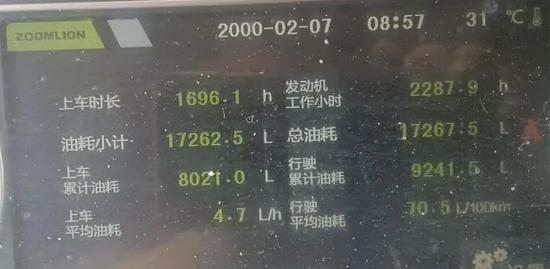 ZOOMLION 2000-02-07 08:57 31 ℃
上车时长 1696.1 h 发动机工作小时 2287.9 h
油耗小计 17262.5 L 总油耗 17267.5 L
上车累计油耗 8021.0 L 行驶累计油耗 9241.5 L
上车平均油耗 4.7 L/h 行驶平均油耗 70.5 L/100km